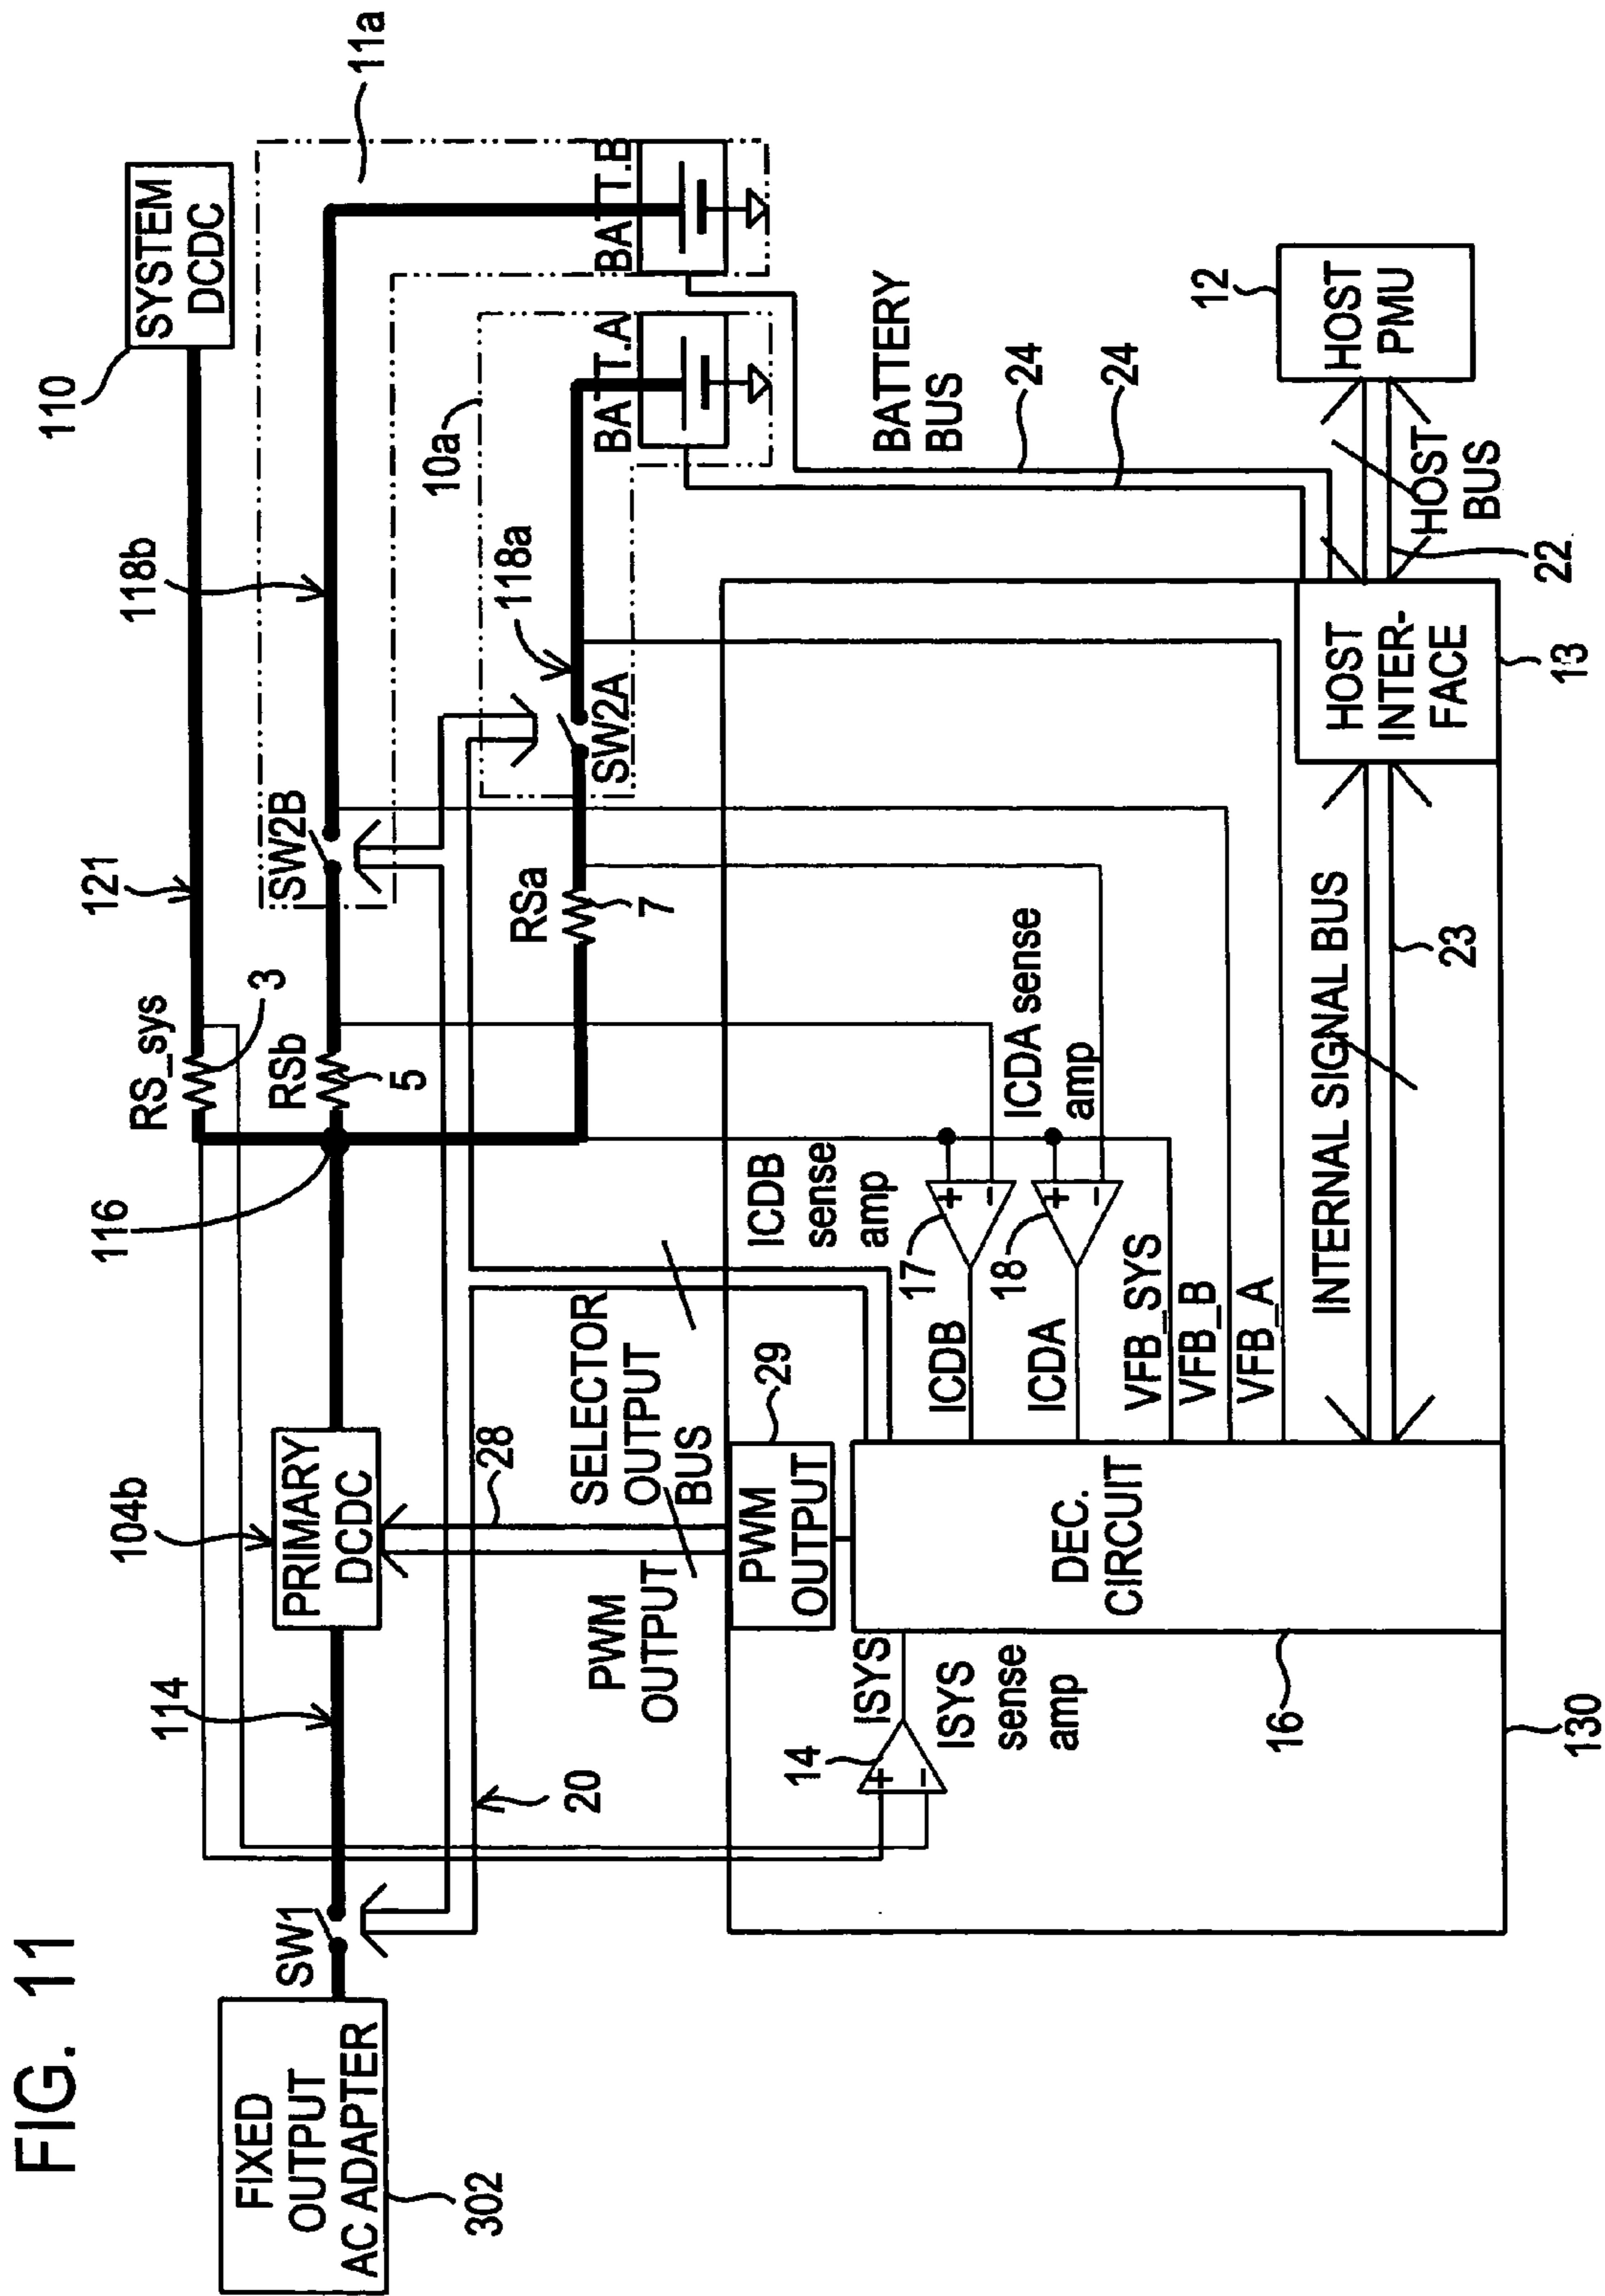 FIG. 11
FIXED
OUTPUT
AC ADAPTER
302
SW1
114
104b
PRIMARY
DCDC
116
RS_sys
3
121
110
SYSTEM
DCDC
RSb
5
SW2B
118b
11a
BATT.B
RSa
7
SW2A
118a
10a
BATT.A
20
PWM
OUTPUT
28
SELECTOR
OUTPUT
BUS
BATTERY
BUS
24
24
12
HOST
PMU
HOST
BUS
22
14
+
-
ISYS
ISYS
sense
amp
PWM
OUTPUT
29
DEC.
CIRCUIT
16
130
ICDB
sense
amp
17
+
-
ICDB
ICDA sense
amp
18
+
-
ICDA
VFB_SYS
VFB_B
VFB_A
INTERNAL SIGNAL BUS
23
HOST
INTER-
FACE
13